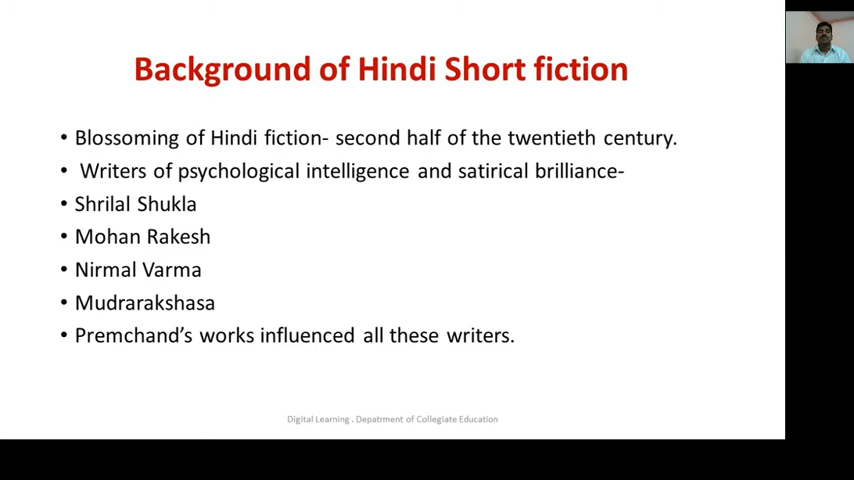 Background of Hindi Short fiction
• Blossoming of Hindi fiction- second half of the twentieth century.
• Writers of psychological intelligence and satirical brilliance-
• Shrilal Shukla
• Mohan Rakesh
• Nirmal Varma
• Mudrarakshasa
• Premchand's works influenced all these writers.
Digital Learning . Depatrment of Collegiate Education